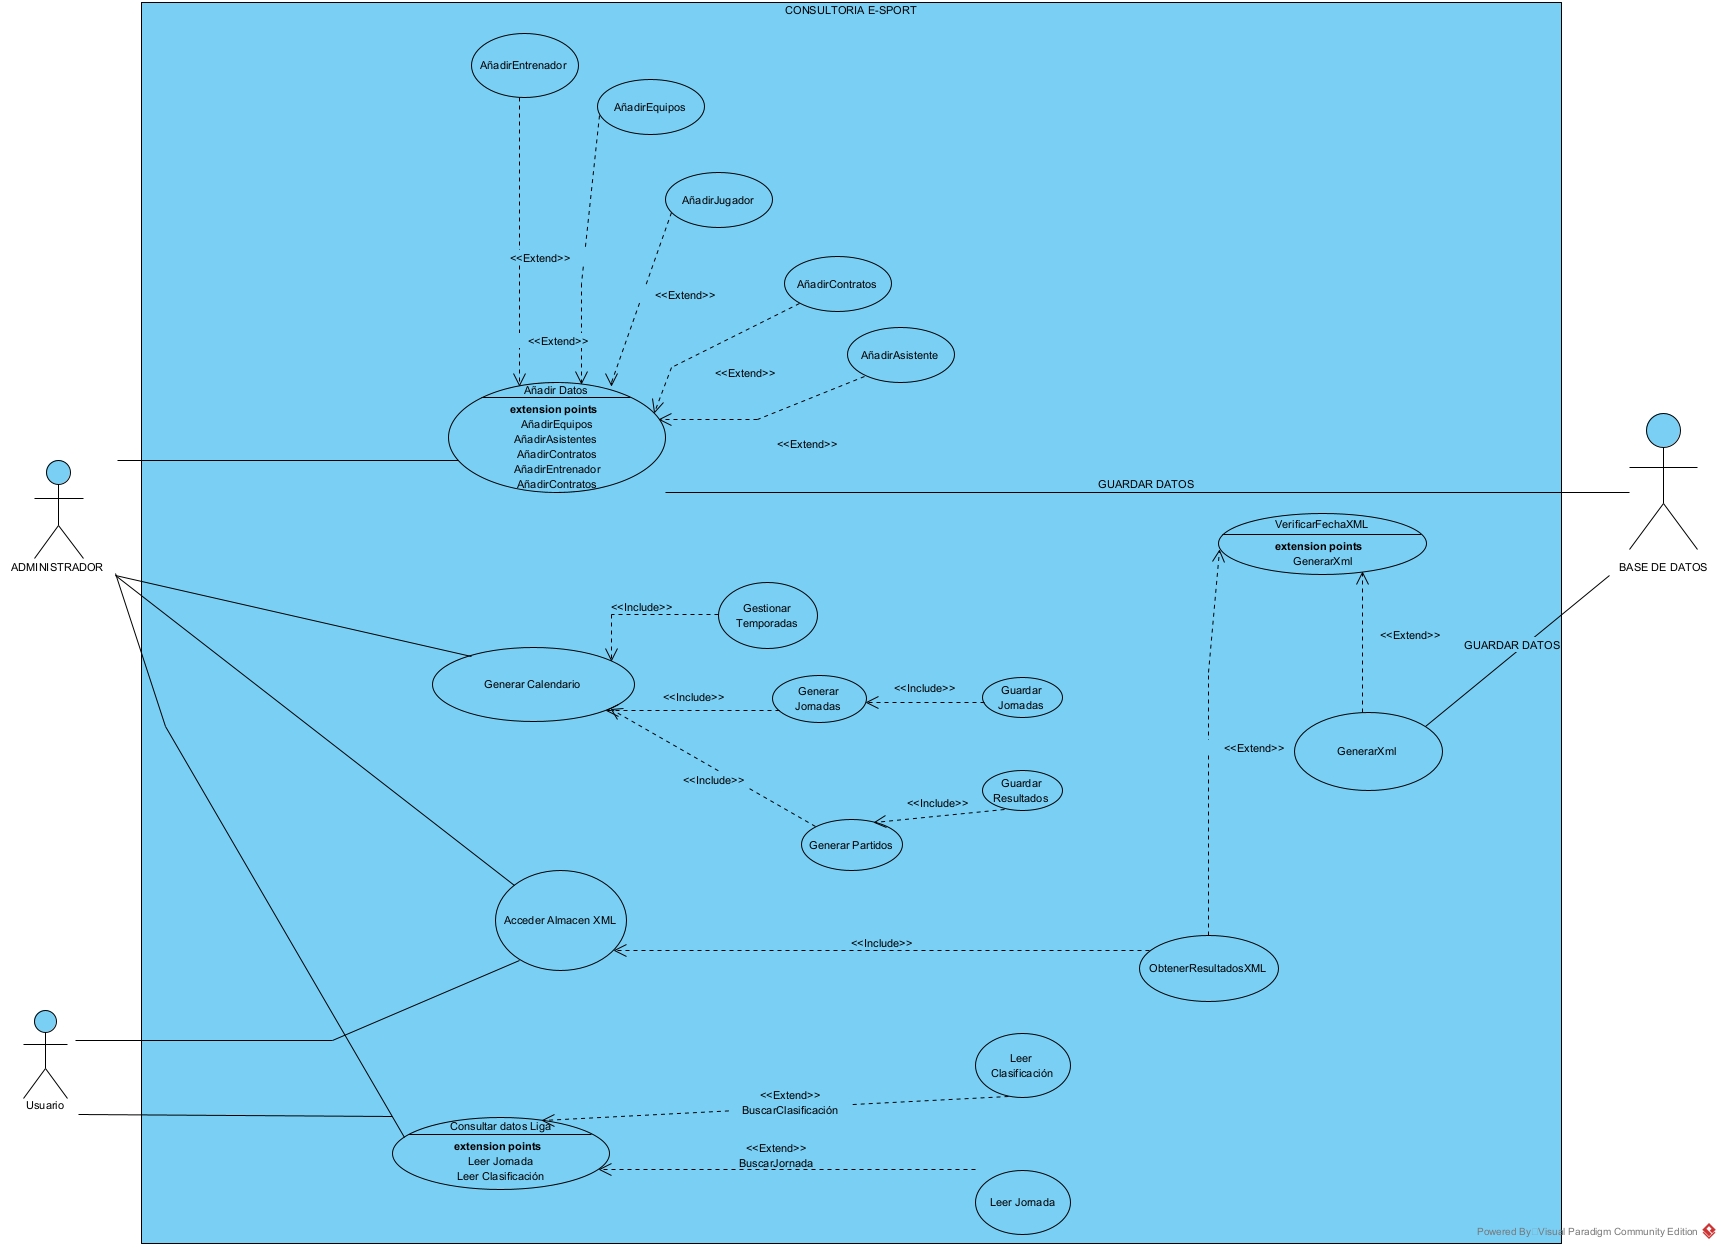 CONSULTORIA E-SPORT
AñadirEntrenador
AñadirEquipos
AñadirJugador
<<Extend>>
AñadirContratos
<<Extend>>
<<Extend>>
AñadirAsistente
<<Extend>>
Añadir Datos
extension points
AñadirEquipos
AñadirAsistentes
AñadirContratos
AñadirEntrenador
AñadirContratos
<<Extend>>
GUARDAR DATOS
VerificarFechaXML
extension points
GenerarXml
ADMINISTRADOR
BASE DE DATOS
<<Include>>
Gestionar
Temporadas
<<Extend>>
GUARDAR DATOS
Generar Calendario
<<Include>>
Generar
Jornadas
<<Include>>
Guardar
Jornadas
<<Extend>>
GenerarXml
<<Include>>
Guardar
Resultados
<<Include>>
Generar Partidos
Acceder Almacen XML
<<Include>>
ObtenerResultadosXML
Leer
Clasificación
<<Extend>>
BuscarClasificación
Usuario
Consultar datos Liga
extension points
Leer Jornada
Leer Clasificación
<<Extend>>
BuscarJornada
Leer Jornada
Powered By Visual Paradigm Community Edition